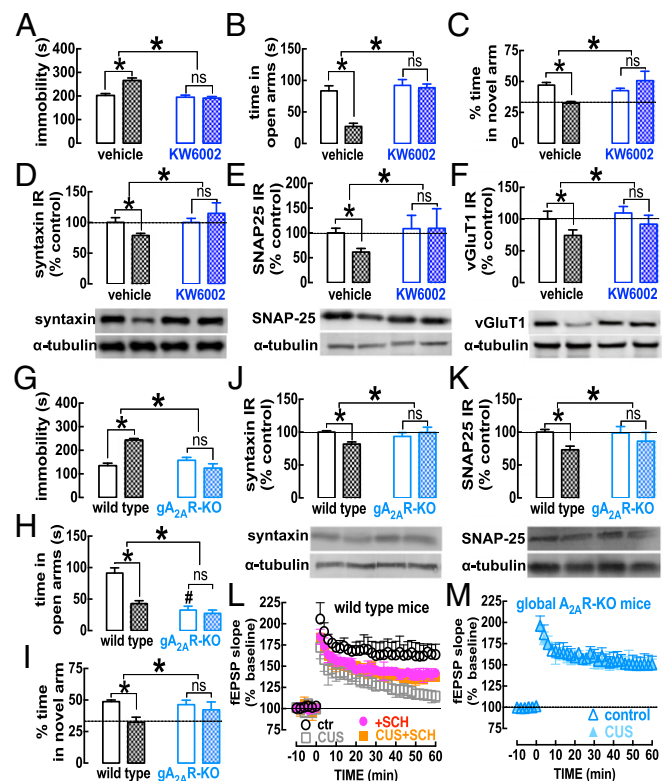 A
immobility (s)
400
300
200
100
0
*
*
ns
vehicle
KW6002
B
time in
open arms (s)
150
100
50
0
*
*
ns
vehicle
KW6002
C
% time
in novel arm
75
50
25
0
*
*
ns
vehicle
KW6002
D
syntaxin IR
(% control)
150
100
50
0
*
*
ns
vehicle
KW6002
syntaxin
α-tubulin
E
SNAP25 IR
(% control)
200
150
100
50
0
*
*
ns
vehicle
KW6002
SNAP-25
α-tubulin
F
vGluT1 IR
(% control)
150
100
50
0
*
*
ns
vehicle
KW6002
vGluT1
α-tubulin
G
immobility (s)
400
300
200
100
0
*
*
ns
wild type
gA2AR-KO
H
time in
open arms (s)
150
100
50
0
*
*
#
ns
wild type
gA2AR-KO
I
% time
in novel arm
75
50
25
0
*
*
ns
wild type
gA2AR-KO
J
syntaxin IR
(% control)
150
100
50
0
*
*
ns
wild type
gA2AR-KO
syntaxin
α-tubulin
K
SNAP25 IR
(% control)
150
100
50
0
*
*
ns
wild type
gA2AR-KO
SNAP-25
α-tubulin
L
wild type mice
fEPSP slope
(% baseline)
225
200
175
150
125
100
75
ctr
CUS
+SCH
CUS+SCH
-10 0 10 20 30 40 50 60
TIME (min)
M
global A2AR-KO mice
fEPSP slope
(% baseline)
225
200
175
150
125
100
75
control
CUS
-10 0 10 20 30 40 50 60
TIME (min)